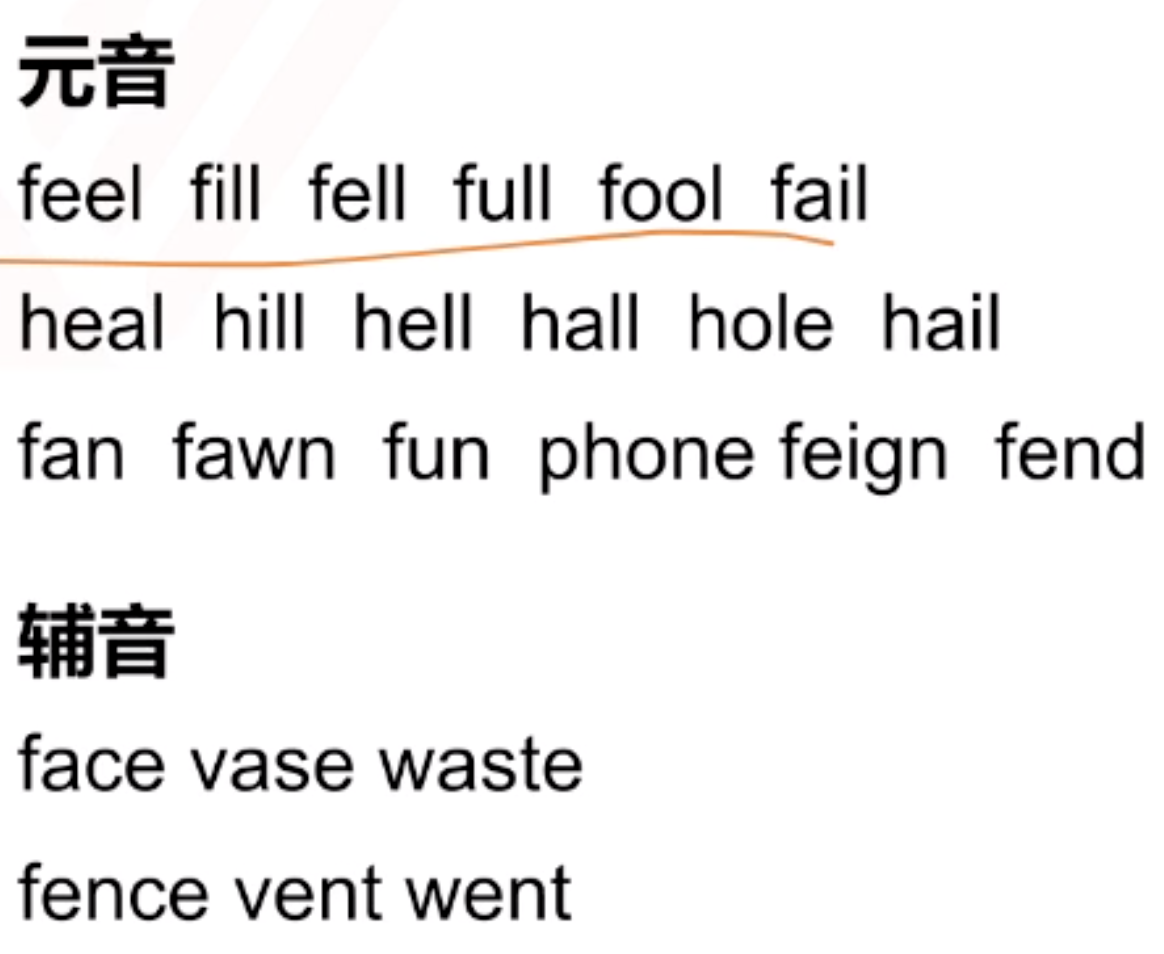 元音
feel fill fell full fool fail
heal hill hell hall hole hail
fan fawn fun phone feign fend
辅音
face vase waste
fence vent went